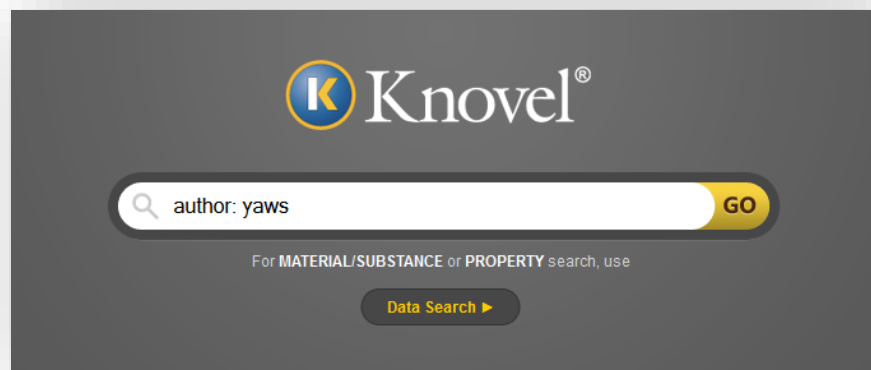 K Knovel®
author: yaws GO
For MATERIAL/SUBSTANCE or PROPERTY search, use
Data Search ►